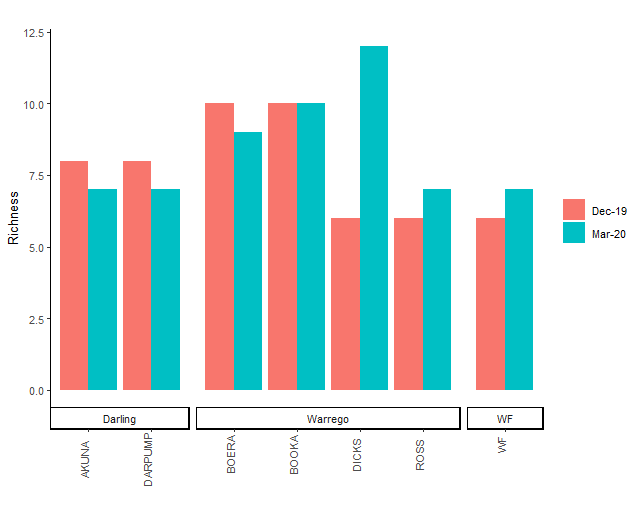 12.5
10.0
7.5
5.0
2.5
0.0
Richness
Dec-19
Mar-20
Darling
Warrego
WF
AKUNA
DARPUMP
BOERA
BOOKA
DICKS
ROSS
WF